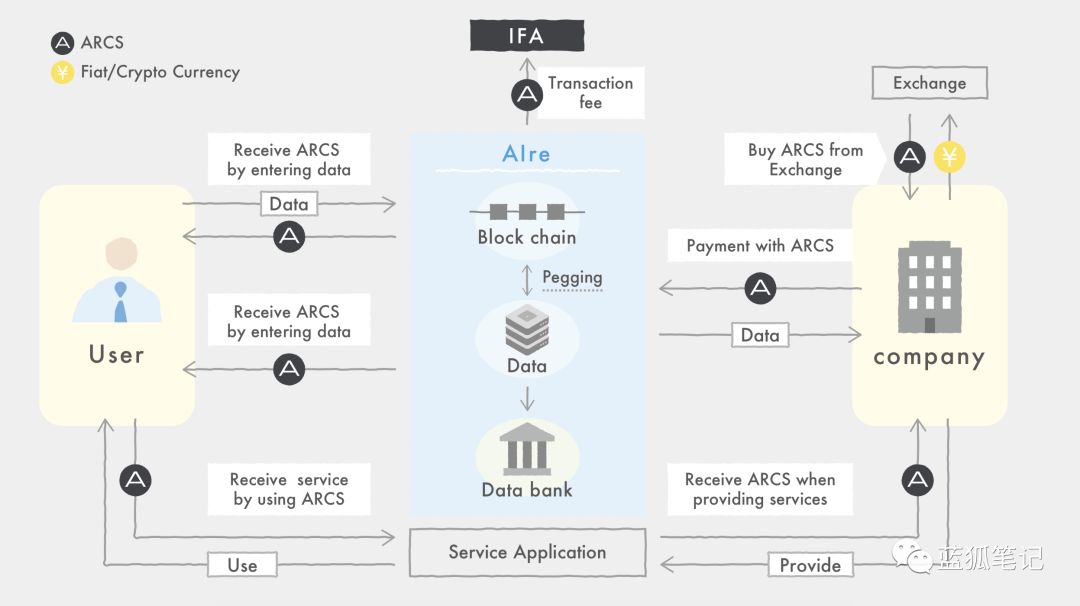 A ARCS
¥ Fiat/Crypto Currency
IFA
A
Transaction
fee
Exchange
Buy ARCS from
Exchange
A
¥
AIre
Receive ARCS
by entering data
Data
A
Block chain
Pegging
Payment with ARCS
A
Data
Receive ARCS
by entering data
A
User
Data
company
Data bank
A
Receive service
by using ARCS
Receive ARCS when
providing services
A
Service Application
Use
Provide
蓝狐笔记